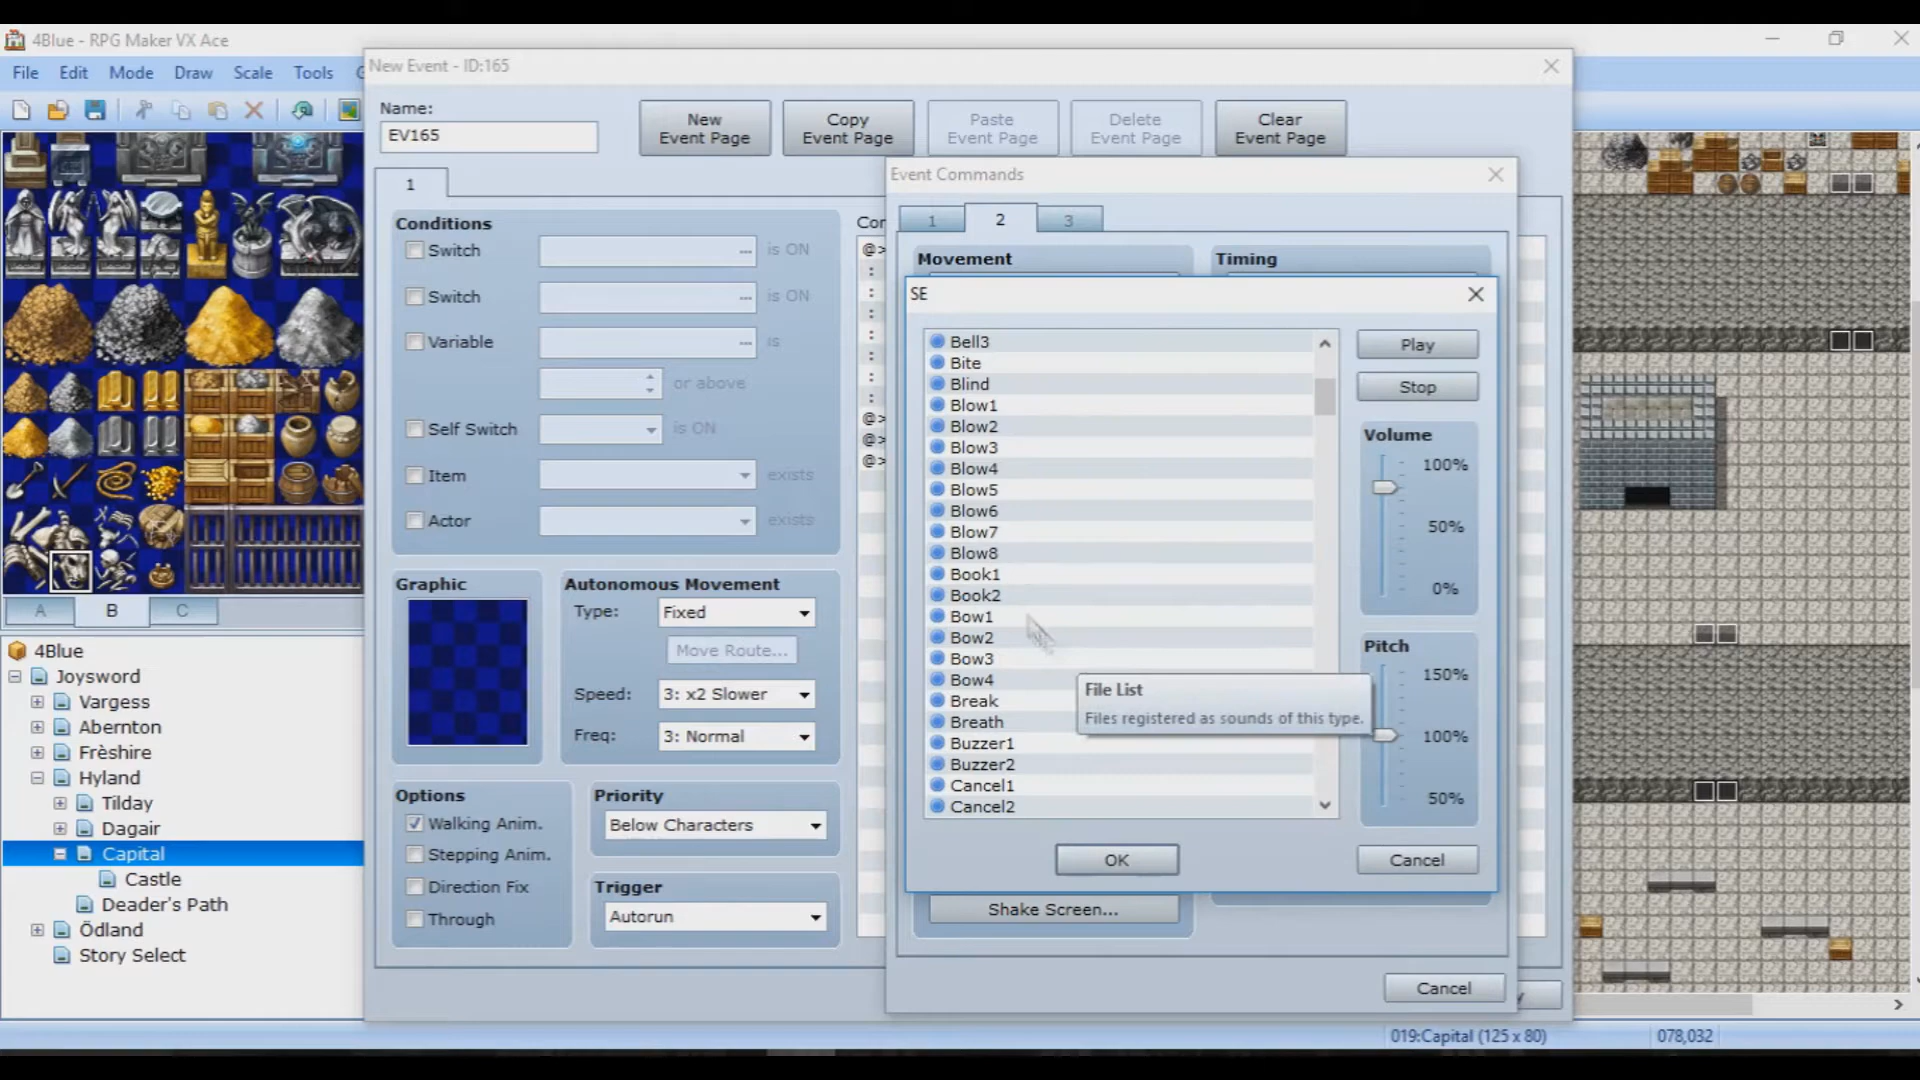 4Blue - RPG Maker VX Ace
File Edit Mode Draw Scale Tools
A B C
4Blue
Joysword
Vargess
Abernton
Frèshire
Hyland
Tilday
Dagair
Capital
Castle
Deader's Path
Ödland
Story Select
New Event - ID:165
Name:
EV165
New Event Page
Copy Event Page
Paste Event Page
Delete Event Page
Clear Event Page
1
Conditions
Switch ... is ON
Switch ... is ON
Variable ... is
or above
Self Switch is ON
Item exists
Actor exists
Graphic
Autonomous Movement
Type: Fixed
Move Route...
Speed: 3: x2 Slower
Freq: 3: Normal
Options
Walking Anim.
Stepping Anim.
Direction Fix
Through
Priority
Below Characters
Trigger
Autorun
@>
:
:
:
:
:
:
:
@>
@>
@>
Event Commands
1 2 3
Movement
Timing
SE
Bell3
Bite
Blind
Blow1
Blow2
Blow3
Blow4
Blow5
Blow6
Blow7
Blow8
Book1
Book2
Bow1
Bow2
Bow3
Bow4
Break
Breath
Buzzer1
Buzzer2
Cancel1
Cancel2
File List
Files registered as sounds of this type.
Play
Stop
Volume
100%
50%
0%
Pitch
150%
100%
50%
OK
Cancel
Shake Screen...
Cancel
019:Capital (125 x 80)
078,032